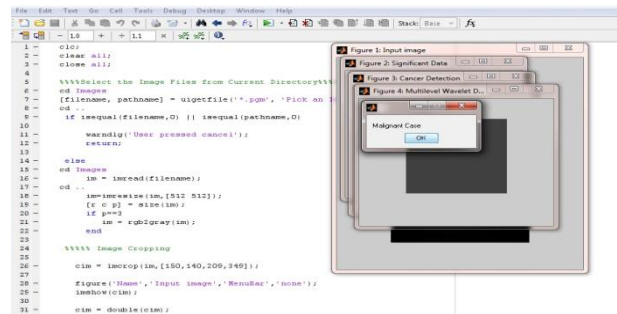 File Edit Text Go Cell Tools Debug Desktop Window Help
Stack: Base fx
- 1.0 + ÷ 1.1 ×
1 - clc;
2 - clear all;
3 - close all;
4
5 %%%%Select the Image Files from Current Directory%%%
6 - cd Images
7 - [filename, pathname] = uigetfile('*.pgm', 'Pick an
8 - cd ..
9 - if isequal(filename,0) || isequal(pathname,0)
10
11 - warndlg('User pressed cancel');
12 - return;
13
14 - else
15 - cd Images
16 - im = imread(filename);
17 - cd ..
18 - im=imresize(im,[512 512]);
19 - [r c p] = size(im);
20 - if p==3
21 - im = rgb2gray(im);
22 - end
23
24 %%%%% Image Cropping
25
26 - cim = imcrop(im,[150,140,209,349]);
27
28 - figure('Name','Input image','MenuBar','none');
29 - imshow(cim);
30
31 - cim = double(cim);
Figure 1: Input image
Figure 2: Significant Data
Figure 3: Cancer Detection
Figure 4: Multilevel Wavelet D...
Malignant Case
OK